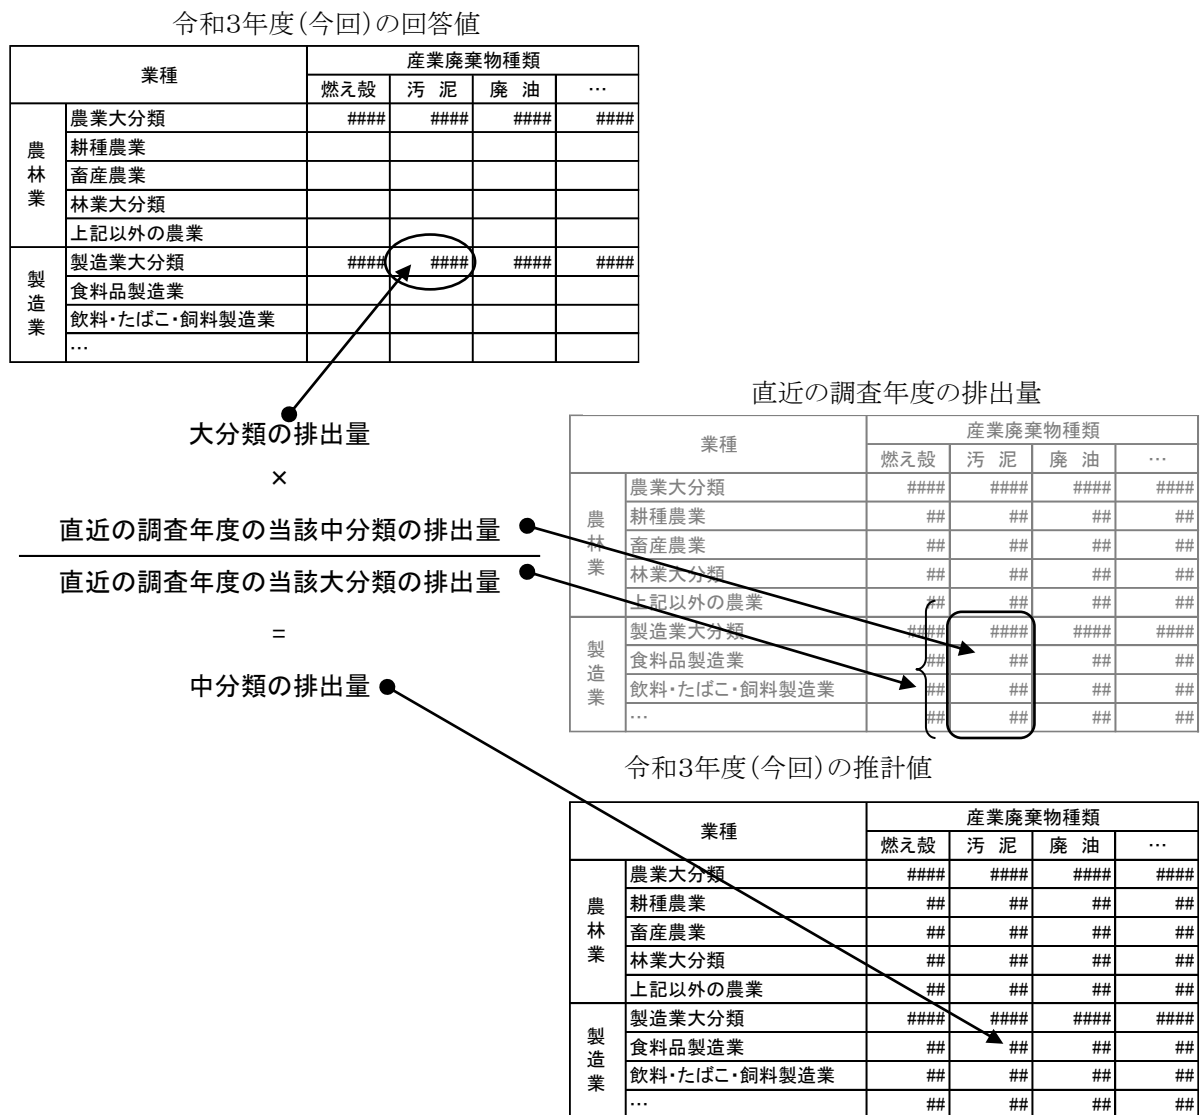 令和3年度（今回）の回答値
業種 産業廃棄物種類
燃え殻 汚 泥 廃 油 …
農林業 農業大分類 #### #### #### ####
耕種農業
畜産農業
林業大分類
上記以外の農業
製造業 製造業大分類 #### #### #### ####
食料品製造業
飲料・たばこ・飼料製造業
…
大分類の排出量
×
直近の調査年度の当該中分類の排出量
直近の調査年度の当該大分類の排出量
=
中分類の排出量
直近の調査年度の排出量
業種 産業廃棄物種類
燃え殻 汚 泥 廃 油 …
農林業 農業大分類 #### #### #### ####
耕種農業 ## ## ## ##
畜産農業 ## ## ## ##
林業大分類 ## ## ## ##
上記以外の農業 ## ## ## ##
製造業 製造業大分類 #### #### #### ####
食料品製造業 ## ## ## ##
飲料・たばこ・飼料製造業 ## ## ## ##
… ## ## ## ##
令和3年度（今回）の推計値
業種 産業廃棄物種類
燃え殻 汚 泥 廃 油 …
農林業 農業大分類 #### #### #### ####
耕種農業 ## ## ## ##
畜産農業 ## ## ## ##
林業大分類 ## ## ## ##
上記以外の農業 ## ## ## ##
製造業 製造業大分類 #### #### #### ####
食料品製造業 ## ## ## ##
飲料・たばこ・飼料製造業 ## ## ## ##
… ## ## ## ##